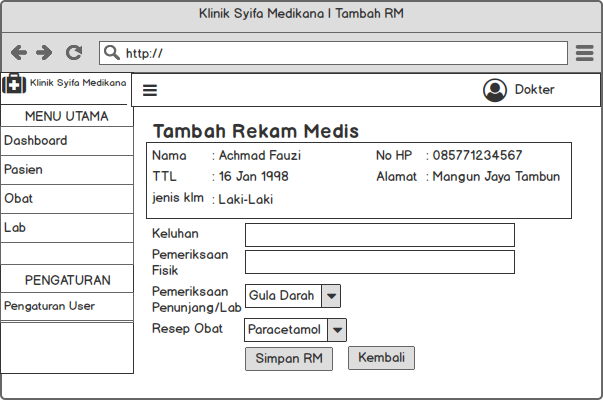 Klinik Syifa Medikana | Tambah RM
http://
Klinik Syifa Medikana
Dokter
MENU UTAMA
Dashboard
Pasien
Obat
Lab
PENGATURAN
Pengaturan User
Tambah Rekam Medis
Nama : Achmad Fauzi No HP : 085771234567
TTL : 16 Jan 1998 Alamat : Mangun Jaya Tambun
jenis klm : Laki-Laki
Keluhan
Pemeriksaan
Fisik
Pemeriksaan
Penunjang/Lab
Gula Darah
Resep Obat Paracetamol
Simpan RM Kembali